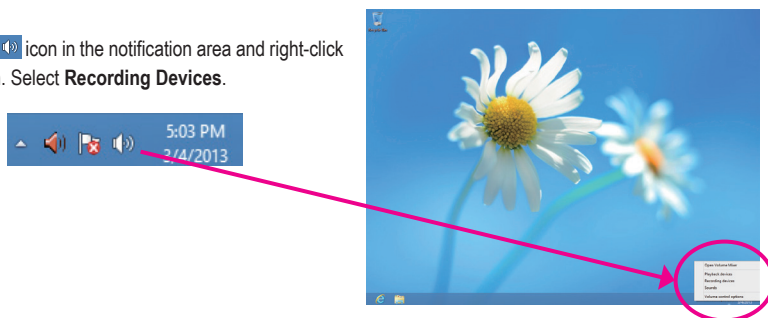 icon in the notification area and right-click
. Select Recording Devices.
5:03 PM
3/4/2013
Open Volume Mixer
Playback devices
Recording devices
Sounds
Volume control options